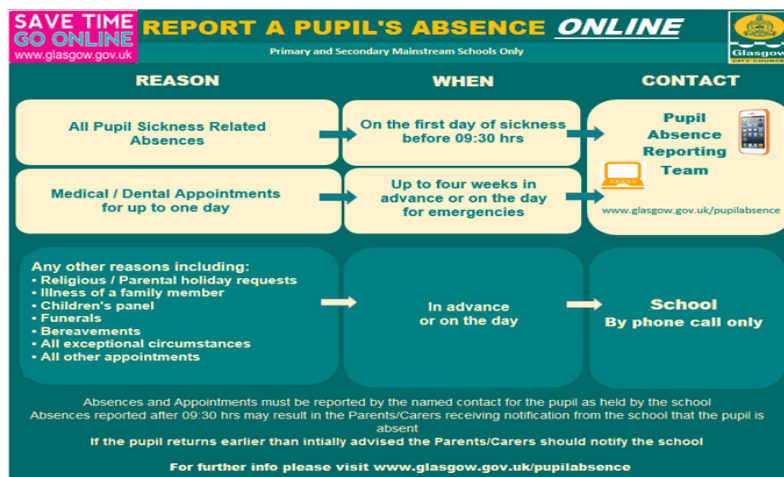 SAVE TIME
GO ONLINE
www.glasgow.gov.uk
REPORT A PUPIL'S ABSENCE ONLINE
Primary and Secondary Mainstream Schools Only
Glasgow
CITY COUNCIL
REASON
WHEN
CONTACT
All Pupil Sickness Related
Absences
On the first day of sickness
before 09:30 hrs
Pupil
Absence
Reporting
Team
www.glasgow.gov.uk/pupilabsence
Medical / Dental Appointments
for up to one day
Up to four weeks in
advance or on the day
for emergencies
Any other reasons including:
• Religious / Parental holiday requests
• Illness of a family member
• Children's panel
• Funerals
• Bereavements
• All exceptional circumstances
• All other appointments
In advance
or on the day
School
By phone call only
Absences and Appointments must be reported by the named contact for the pupil as held by the school
Absences reported after 09:30 hrs may result in the Parents/Carers receiving notification from the school that the pupil is
absent
If the pupil returns earlier than intially advised the Parents/Carers should notify the school
For further info please visit www.glasgow.gov.uk/pupilabsence